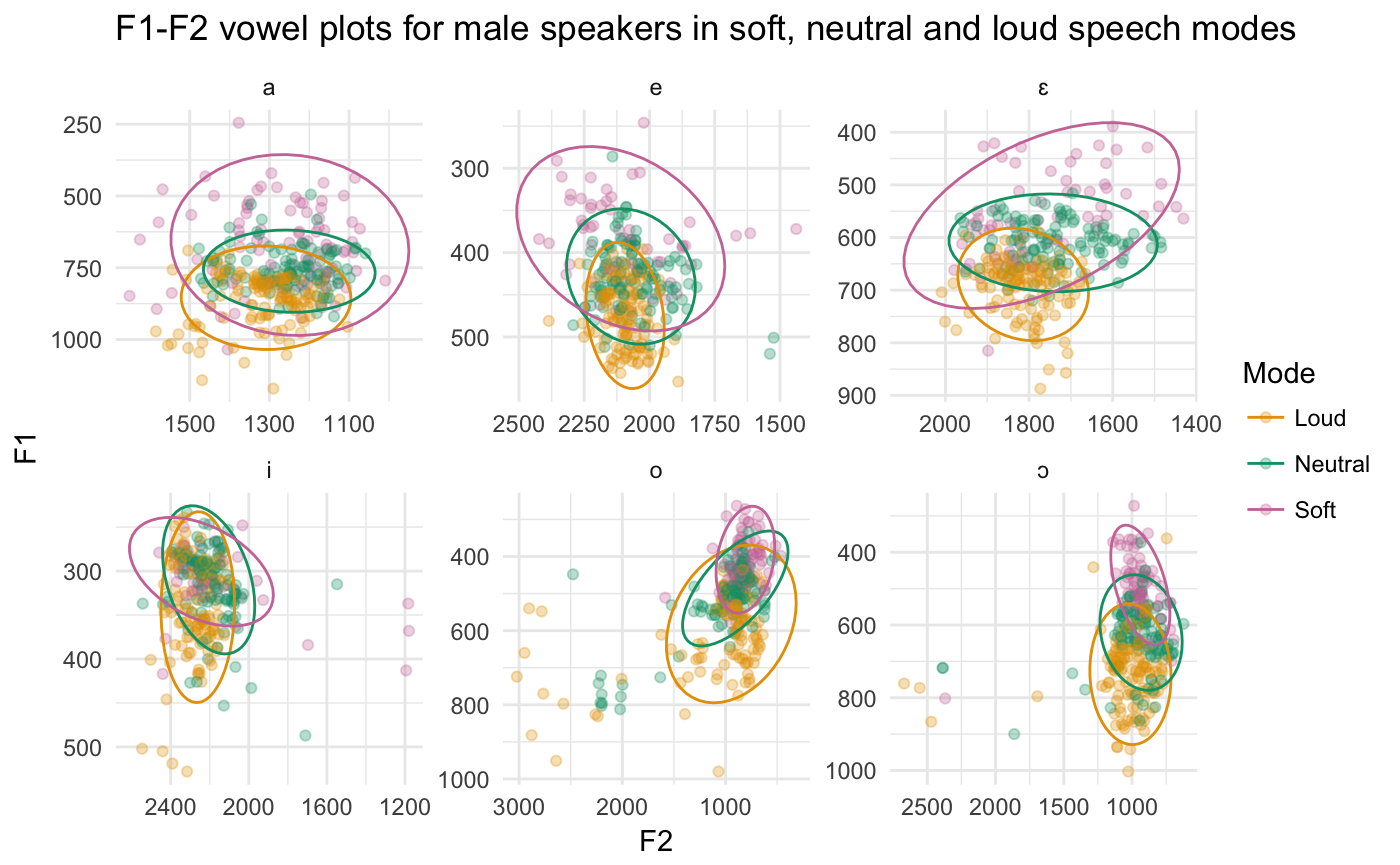 F1-F2 vowel plots for male speakers in soft, neutral and loud speech modes
a
e
ɛ
250
500
750
1000
1500 1300 1100
300
400
500
2500 2250 2000 1750 1500
400
500
600
700
800
900
2000 1800 1600 1400
i
o
ɔ
300
400
500
2400 2000 1600 1200
400
600
800
1000
3000 2000 1000
400
600
800
1000
2500 2000 1500 1000
F1
F2
Mode
Loud
Neutral
Soft